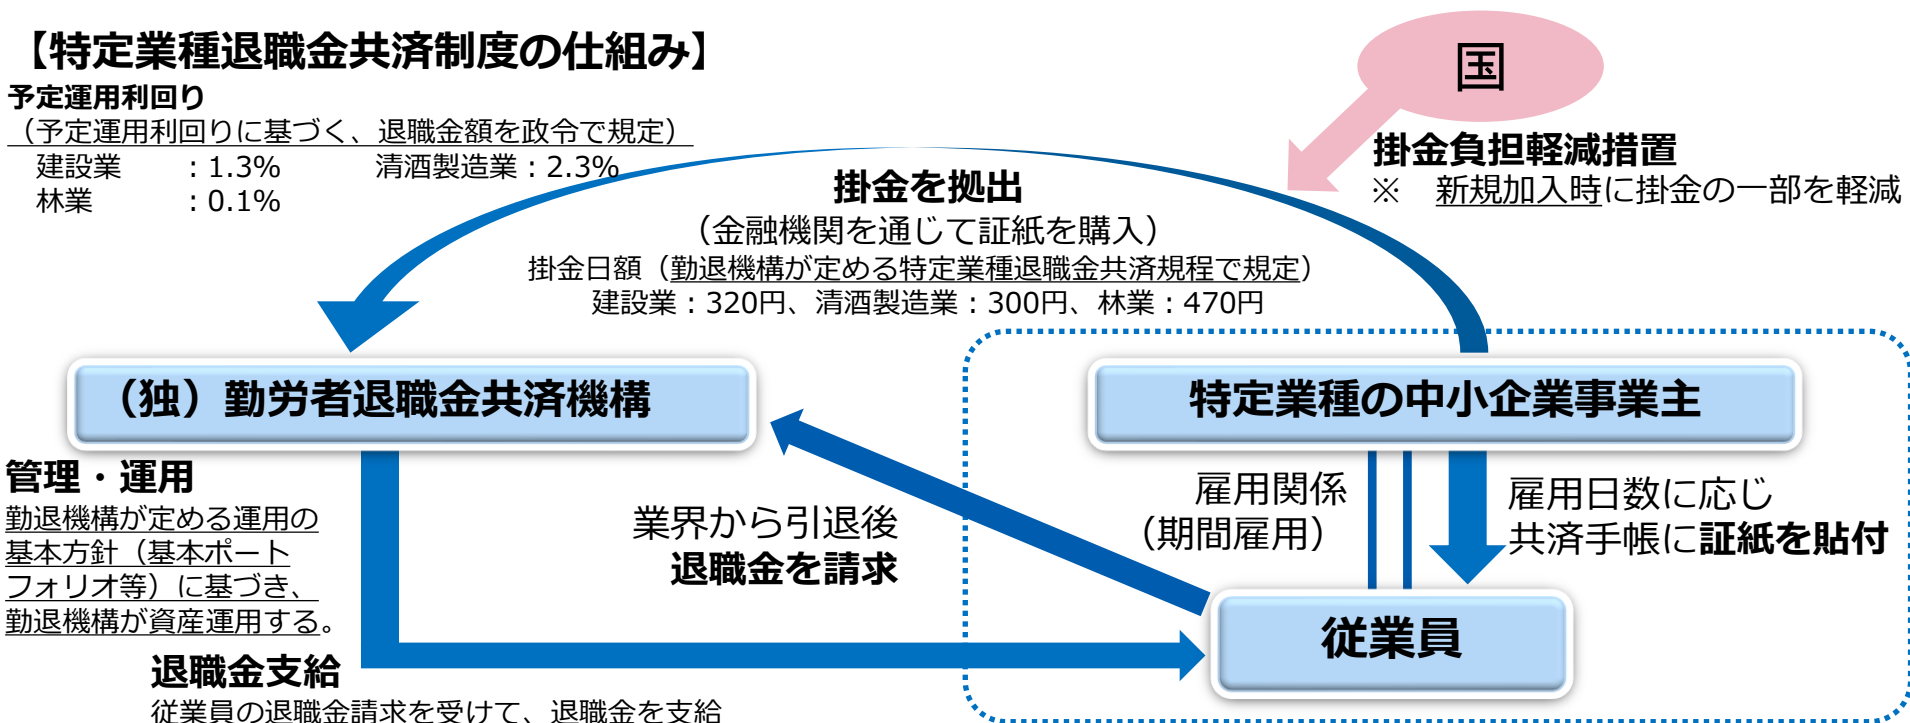 【特定業種退職金共済制度の仕組み】
予定運用利回り
（予定運用利回りに基づく、退職金額を政令で規定）
建設業　：1.3%　清酒製造業：2.3%
林業　：0.1%
国
掛金負担軽減措置
※　新規加入時に掛金の一部を軽減
掛金を拠出
（金融機関を通じて証紙を購入）
掛金日額（勤退機構が定める特定業種退職金共済規程で規定）
建設業：320円、清酒製造業：300円、林業：470円
（独）勤労者退職金共済機構
特定業種の中小企業事業主
管理・運用
勤退機構が定める運用の
基本方針（基本ポート
フォリオ等）に基づき、
勤退機構が資産運用する。
業界から引退後
退職金を請求
雇用関係
（期間雇用）
雇用日数に応じ
共済手帳に証紙を貼付
従業員
退職金支給
従業員の退職金請求を受けて、退職金を支給